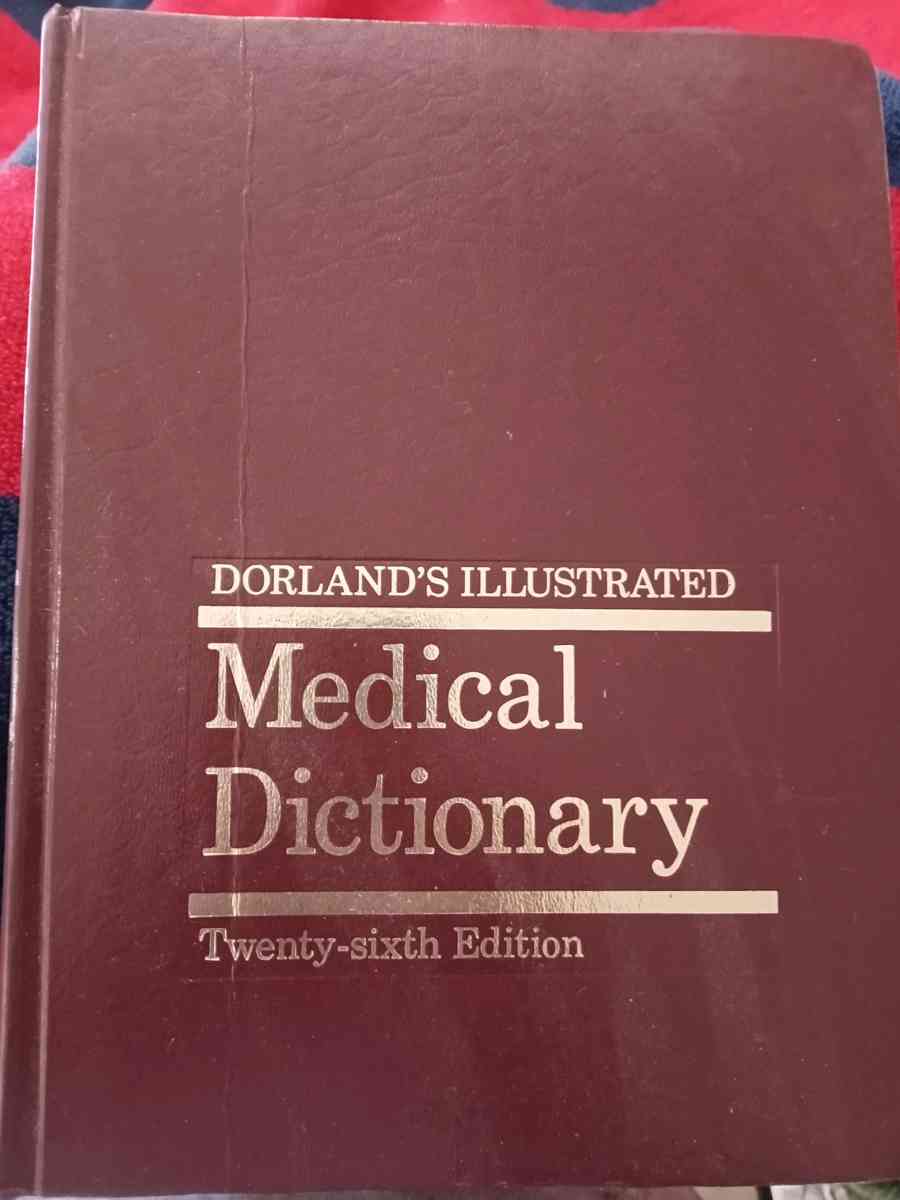 DORLAND'S ILLUSTRATED
Medical
Dictionary
Twenty-sixth Edition